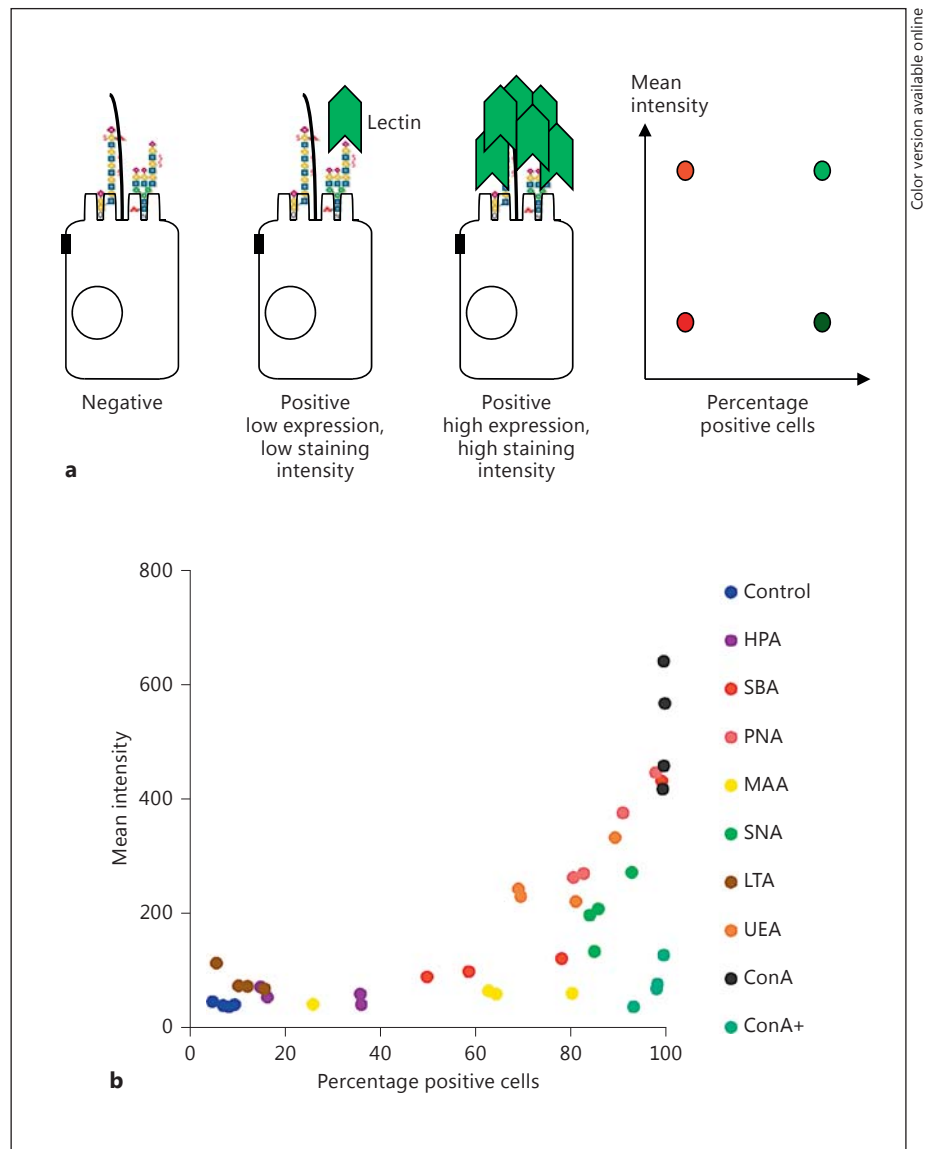 Color version available online
Mean
intensity
Lectin
Negative
Positive
low expression,
low staining
intensity
Positive
high expression,
high staining
intensity
Percentage
positive cells
a
800
600
400
200
0
Mean intensity
0 20 40 60 80 100
Percentage positive cells
b
Control
HPA
SBA
PNA
MAA
SNA
LTA
UEA
ConA
ConA+